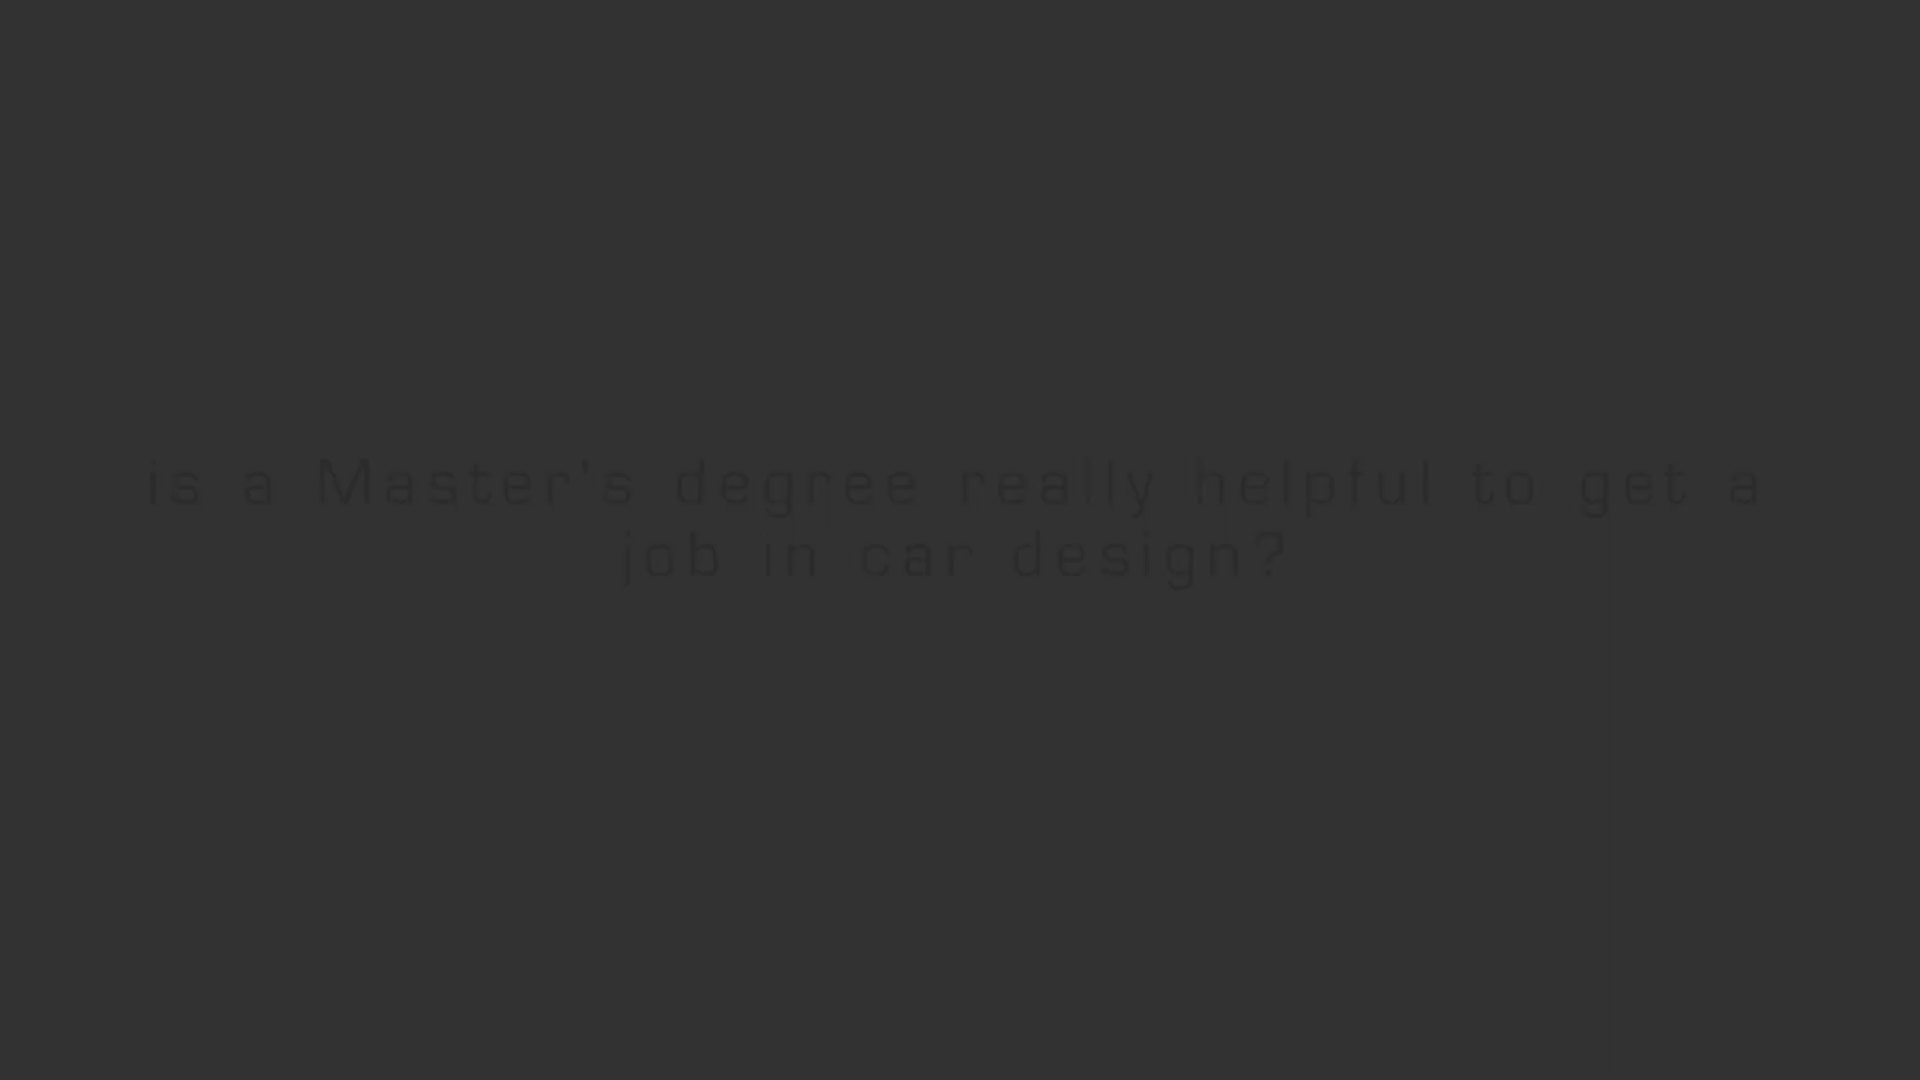 is a Master's degree really helpful to get a
job in car design?